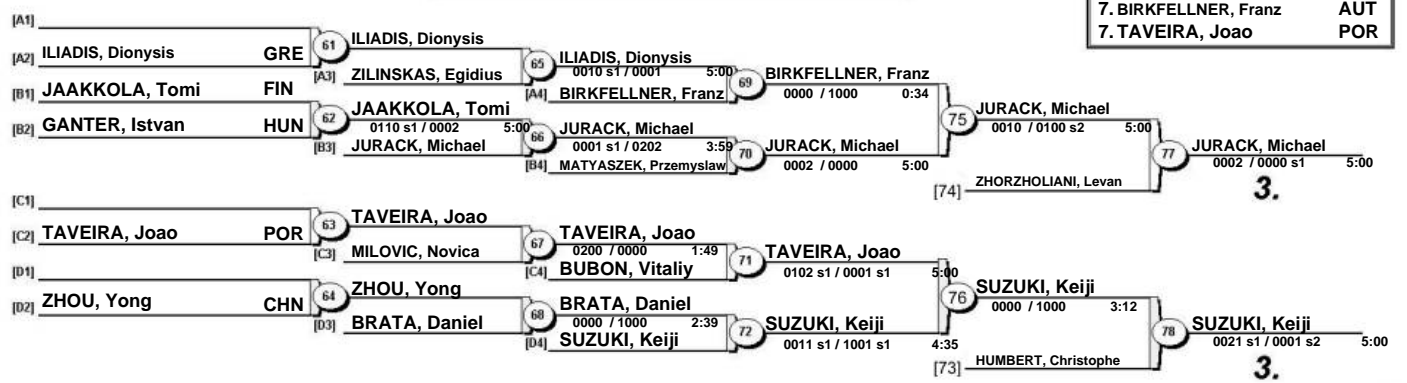 7. BIRKFELLNER, Franz AUT
7. TAVEIRA, Joao POR
[A1]
[A2] ILIADIS, Dionysis GRE
61
ILIADIS, Dionysis
[A3] ZILINSKAS, Egidius
65
ILIADIS, Dionysis
0010 s1 / 0001 5:00
[A4] BIRKFELLNER, Franz
69
BIRKFELLNER, Franz
0000 / 1000 0:34
[B1] JAAKKOLA, Tomi FIN
[B2] GANTER, Istvan HUN
62
JAAKKOLA, Tomi
0110 s1 / 0002 5:00
[B3] JURACK, Michael
66
JURACK, Michael
0001 s1 / 0202 3:59
[B4] MATYASZEK, Przemyslaw
70
JURACK, Michael
0002 / 0000 5:00
75
JURACK, Michael
0010 / 0100 s2 5:00
[74] ZHORZHOLIANI, Levan
77
JURACK, Michael
0002 / 0000 s1 5:00
3.
[C1]
[C2] TAVEIRA, Joao POR
63
TAVEIRA, Joao
[C3] MILOVIC, Novica
67
TAVEIRA, Joao
0200 / 0000 1:49
[C4] BUBON, Vitaliy
71
TAVEIRA, Joao
0102 s1 / 0001 s1 5:00
[D1]
[D2] ZHOU, Yong CHN
64
ZHOU, Yong
[D3] BRATA, Daniel
68
BRATA, Daniel
0000 / 1000 2:39
[D4] SUZUKI, Keiji
72
SUZUKI, Keiji
0011 s1 / 1001 s1 4:35
76
SUZUKI, Keiji
0000 / 1000 3:12
[73] HUMBERT, Christophe
78
SUZUKI, Keiji
0021 s1 / 0001 s2 5:00
3.